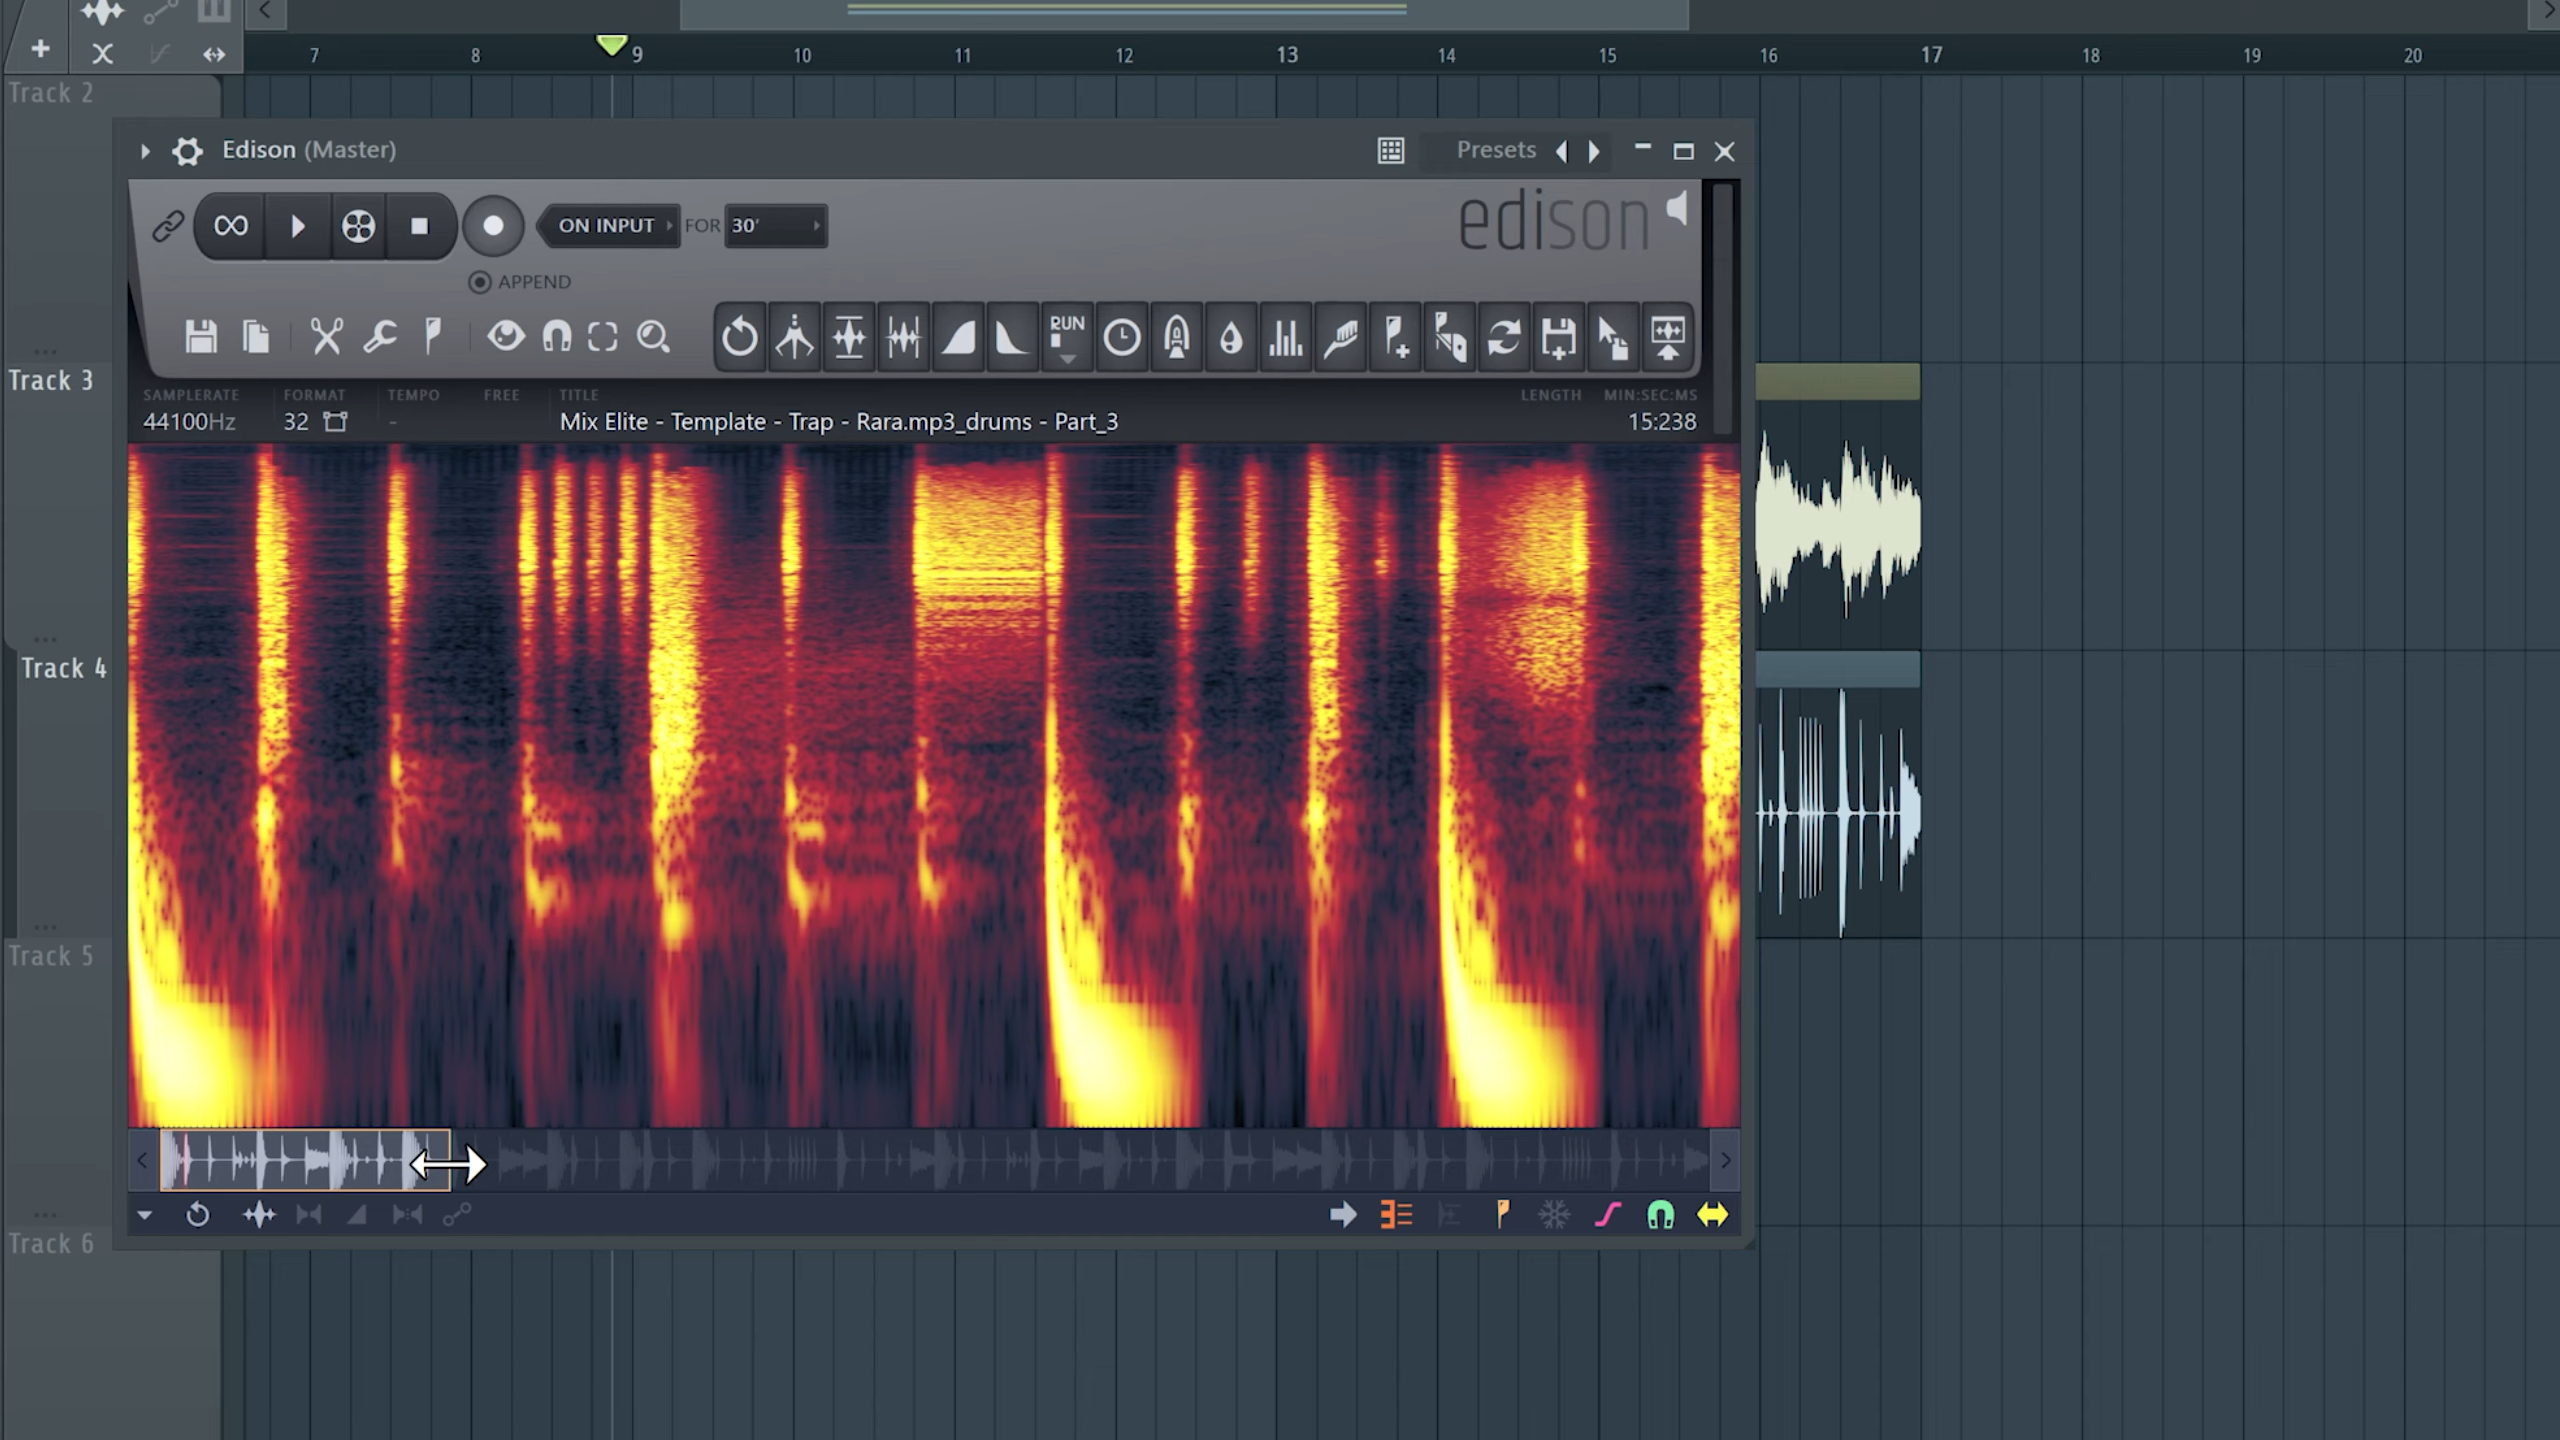 7 8 9 10 11 12 13 14 15 16 17 18 19 20
Track 2
Edison (Master)
Presets
ON INPUT FOR 30'
edison
APPEND
RUN
Track 3
SAMPLERATE FORMAT TEMPO FREE TITLE LENGTH MIN:SEC:MS
44100Hz 32 - Mix Elite - Template - Trap - Rara.mp3_drums - Part_3 15:238
Track 4
Track 5
Track 6